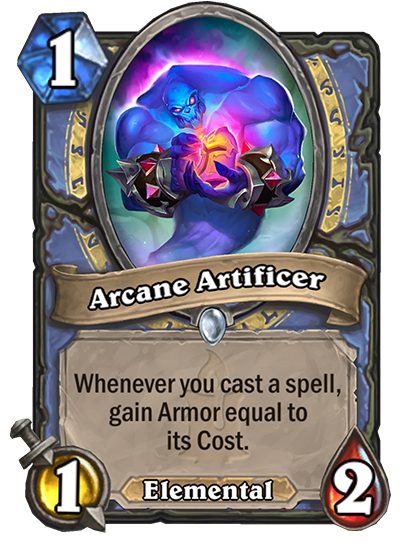 1
Arcane Artificer
Whenever you cast a spell,
gain Armor equal to
its Cost.
1
Elemental
2